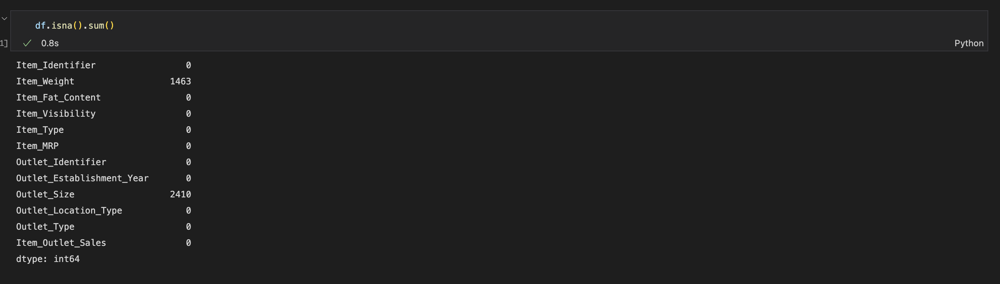 df.isna().sum()
1] 0.8s Python
Item_Identifier 0
Item_Weight 1463
Item_Fat_Content 0
Item_Visibility 0
Item_Type 0
Item_MRP 0
Outlet_Identifier 0
Outlet_Establishment_Year 0
Outlet_Size 2410
Outlet_Location_Type 0
Outlet_Type 0
Item_Outlet_Sales 0
dtype: int64